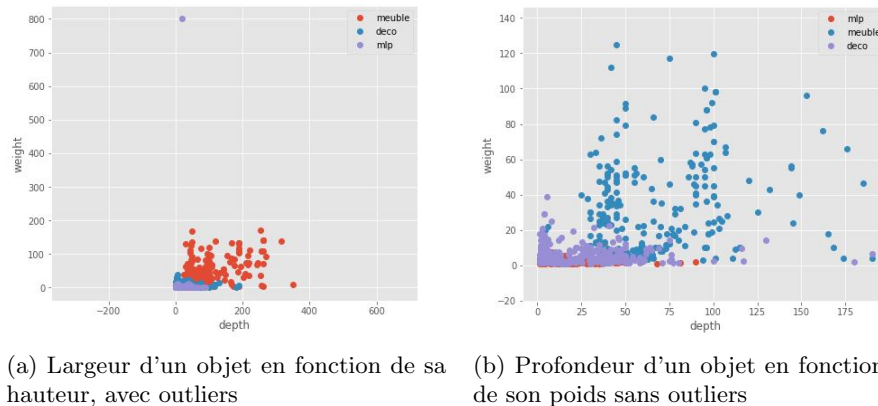 800
700
600
500
400
300
200
100
0
weight
−200
0
200
400
600
depth
meuble
deco
mlp
140
120
100
80
60
40
20
0
−20
weight
0
25
50
75
100
125
150
175
depth
mlp
meuble
deco
(a) Largeur d'un objet en fonction de sa
hauteur, avec outliers
(b) Profondeur d'un objet en fonction
de son poids sans outliers